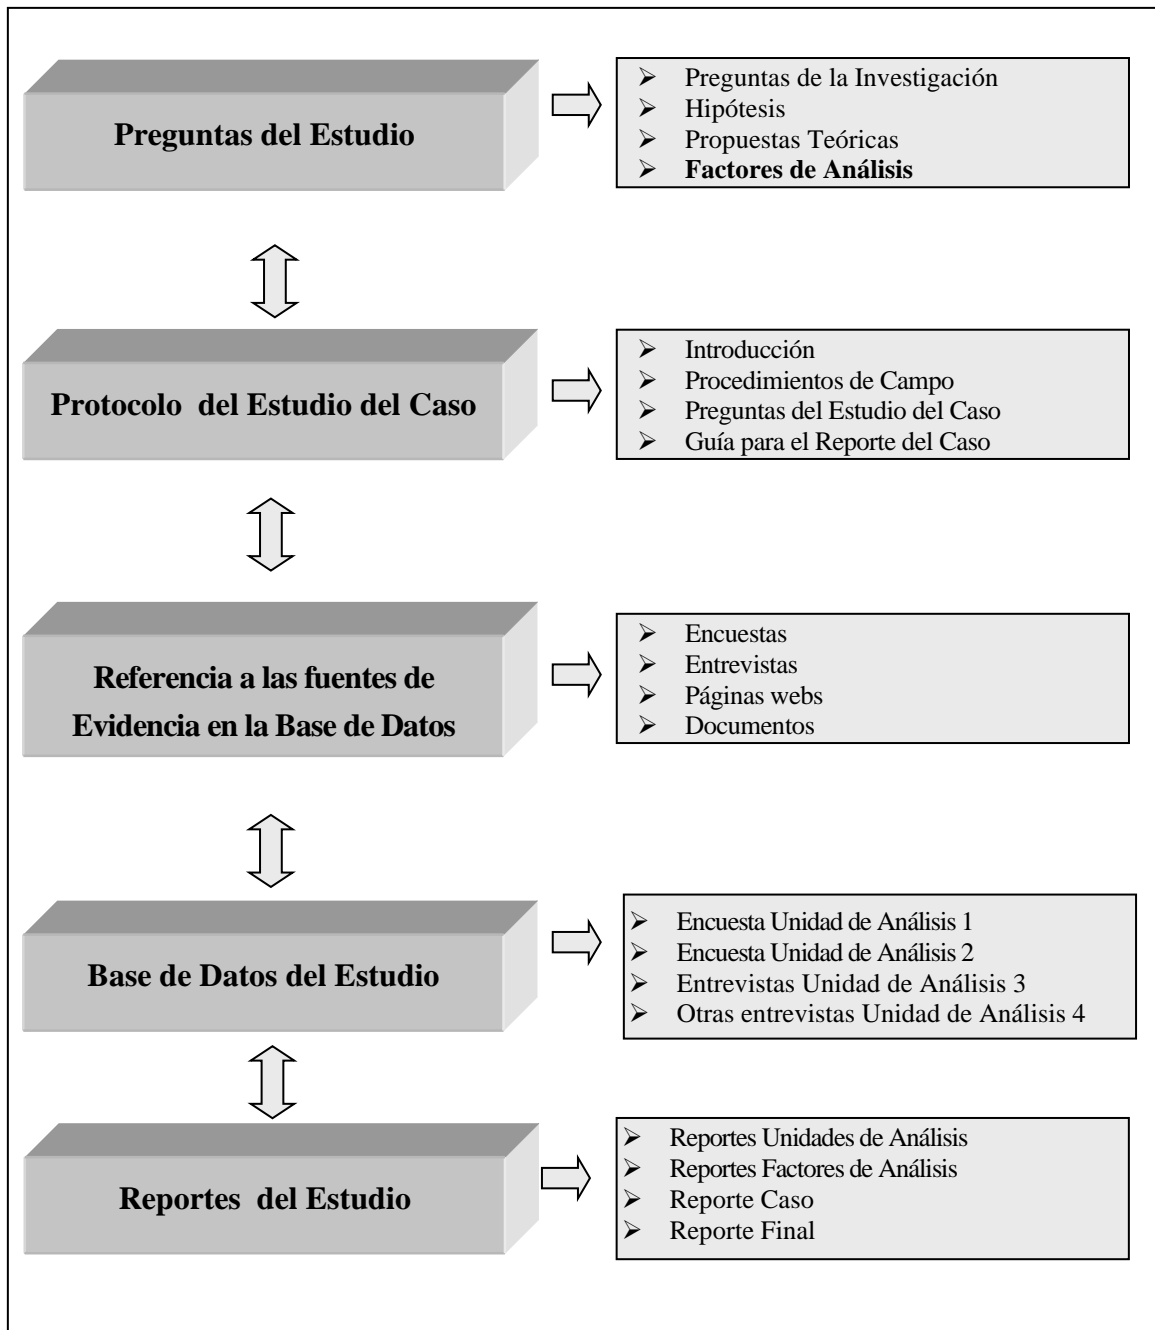 Preguntas del Estudio
Preguntas de la Investigación
Hipótesis
Propuestas Teóricas
Factores de Análisis
Protocolo del Estudio del Caso
Introducción
Procedimientos de Campo
Preguntas del Estudio del Caso
Guía para el Reporte del Caso
Referencia a las fuentes de
Evidencia en la Base de Datos
Encuestas
Entrevistas
Páginas webs
Documentos
Base de Datos del Estudio
Encuesta Unidad de Análisis 1
Encuesta Unidad de Análisis 2
Entrevistas Unidad de Análisis 3
Otras entrevistas Unidad de Análisis 4
Reportes del Estudio
Reportes Unidades de Análisis
Reportes Factores de Análisis
Reporte Caso
Reporte Final